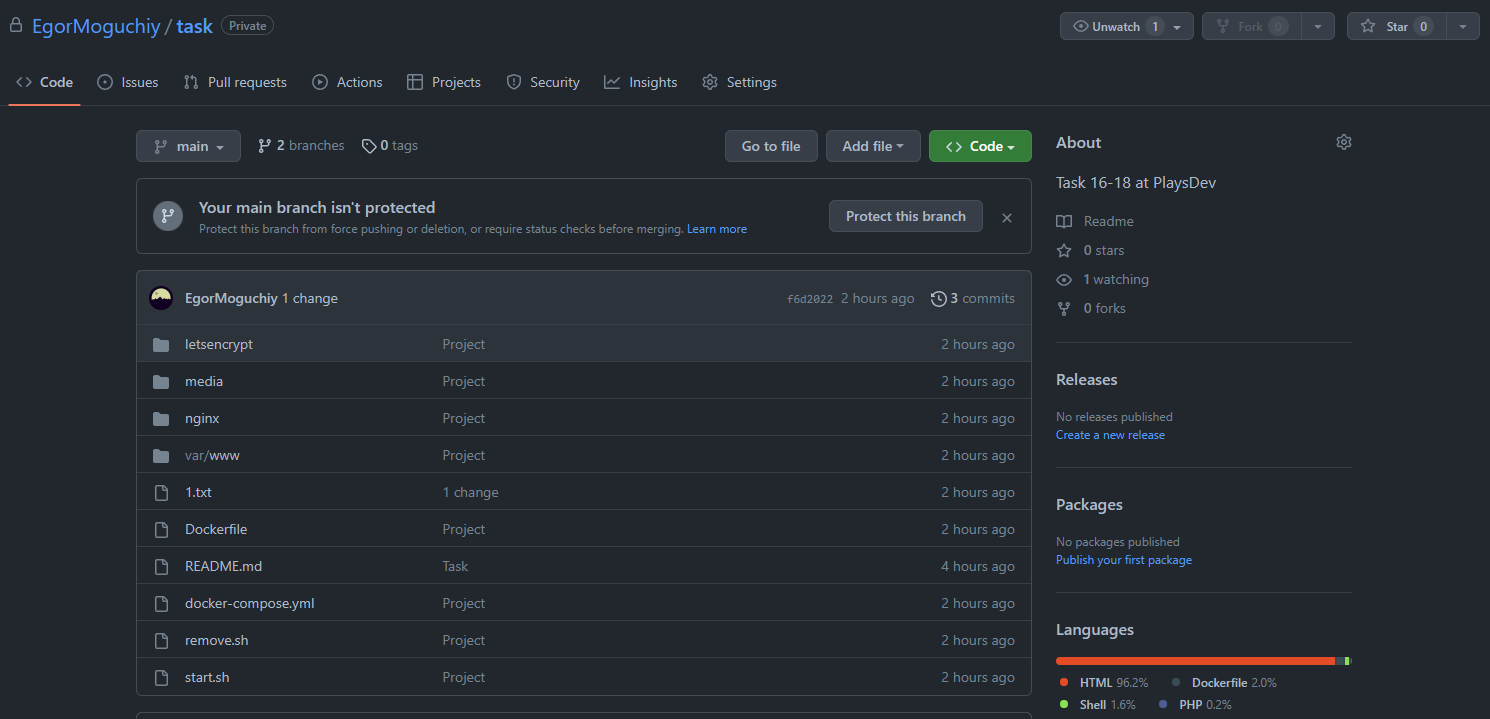 EgorMoguchiy / task Private Unwatch 1 Fork 0 Star 0
Code Issues Pull requests Actions Projects Security Insights Settings
main 2 branches 0 tags Go to file Add file Code
Your main branch isn't protected
Protect this branch from force pushing or deletion, or require status checks before merging. Learn more
Protect this branch
EgorMoguchiy 1 change f6d2022 2 hours ago 3 commits
letsencrypt Project 2 hours ago
media Project 2 hours ago
nginx Project 2 hours ago
var/www Project 2 hours ago
1.txt 1 change 2 hours ago
Dockerfile Project 2 hours ago
README.md Task 4 hours ago
docker-compose.yml Project 2 hours ago
remove.sh Project 2 hours ago
start.sh Project 2 hours ago
About
Task 16-18 at PlaysDev
Readme
0 stars
1 watching
0 forks
Releases
No releases published
Create a new release
Packages
No packages published
Publish your first package
Languages
HTML 96.2% Dockerfile 2.0%
Shell 1.6% PHP 0.2%